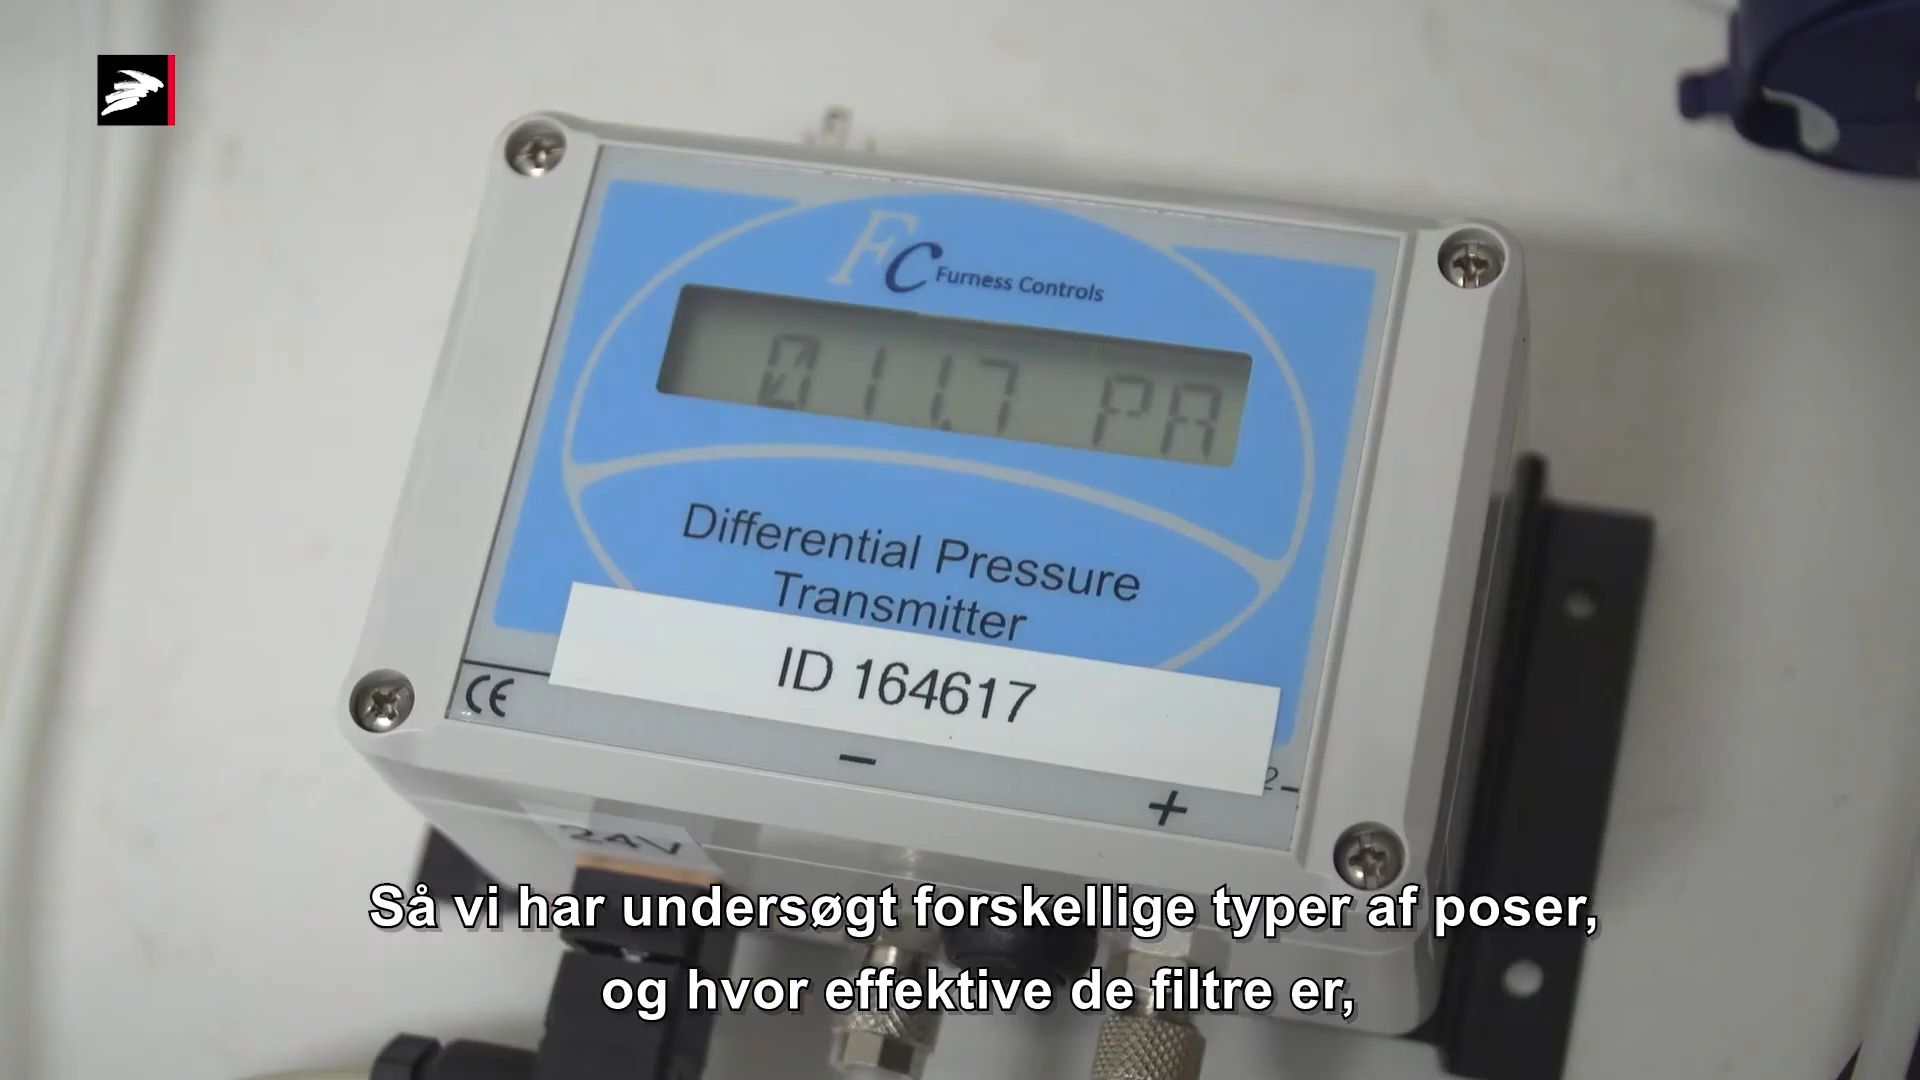 FC Furness Controls
011.7 PA
Differential Pressure
Transmitter
ID 164617
CE
2-
-
+
24V
Så vi har undersøgt forskellige typer af poser,
og hvor effektive de filtre er,